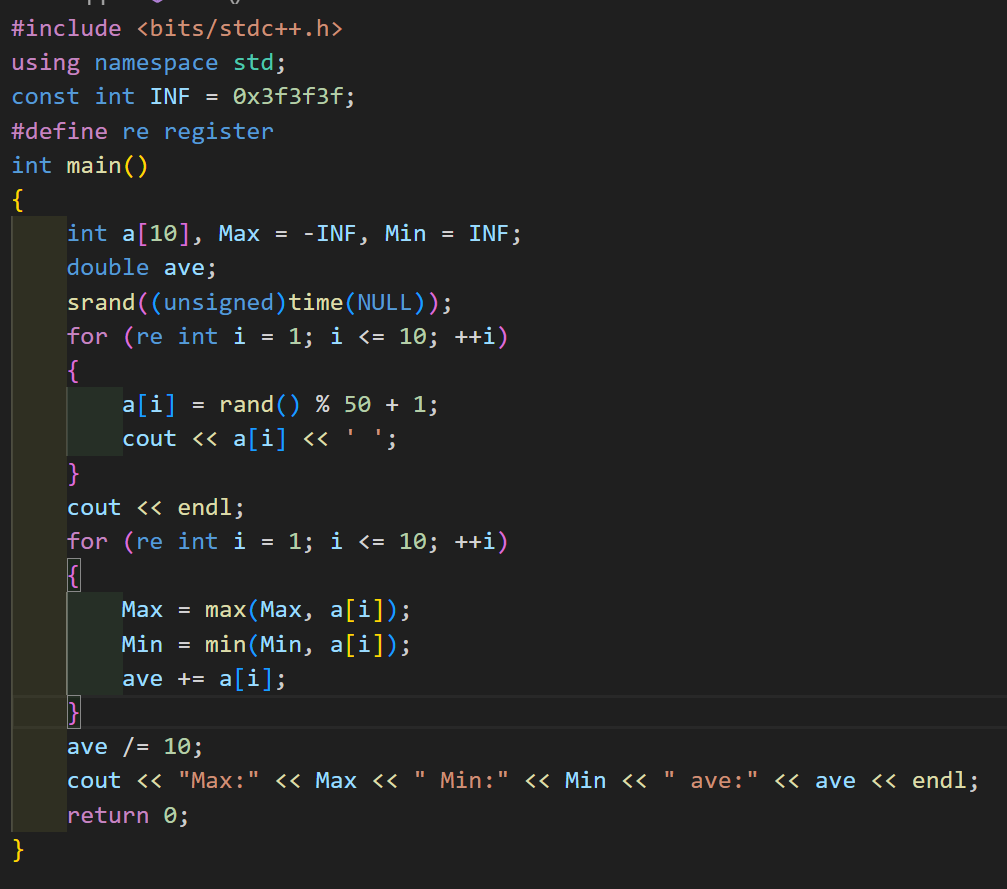 #include <bits/stdc++.h>
using namespace std;
const int INF = 0x3f3f3f;
#define re register
int main()
{
    int a[10], Max = -INF, Min = INF;
    double ave;
    srand((unsigned)time(NULL));
    for (re int i = 1; i <= 10; ++i)
    {
        a[i] = rand() % 50 + 1;
        cout << a[i] << ' ';
    }
    cout << endl;
    for (re int i = 1; i <= 10; ++i)
    {
        Max = max(Max, a[i]);
        Min = min(Min, a[i]);
        ave += a[i];
    }
    ave /= 10;
    cout << "Max:" << Max << " Min:" << Min << " ave:" << ave << endl;
    return 0;
}